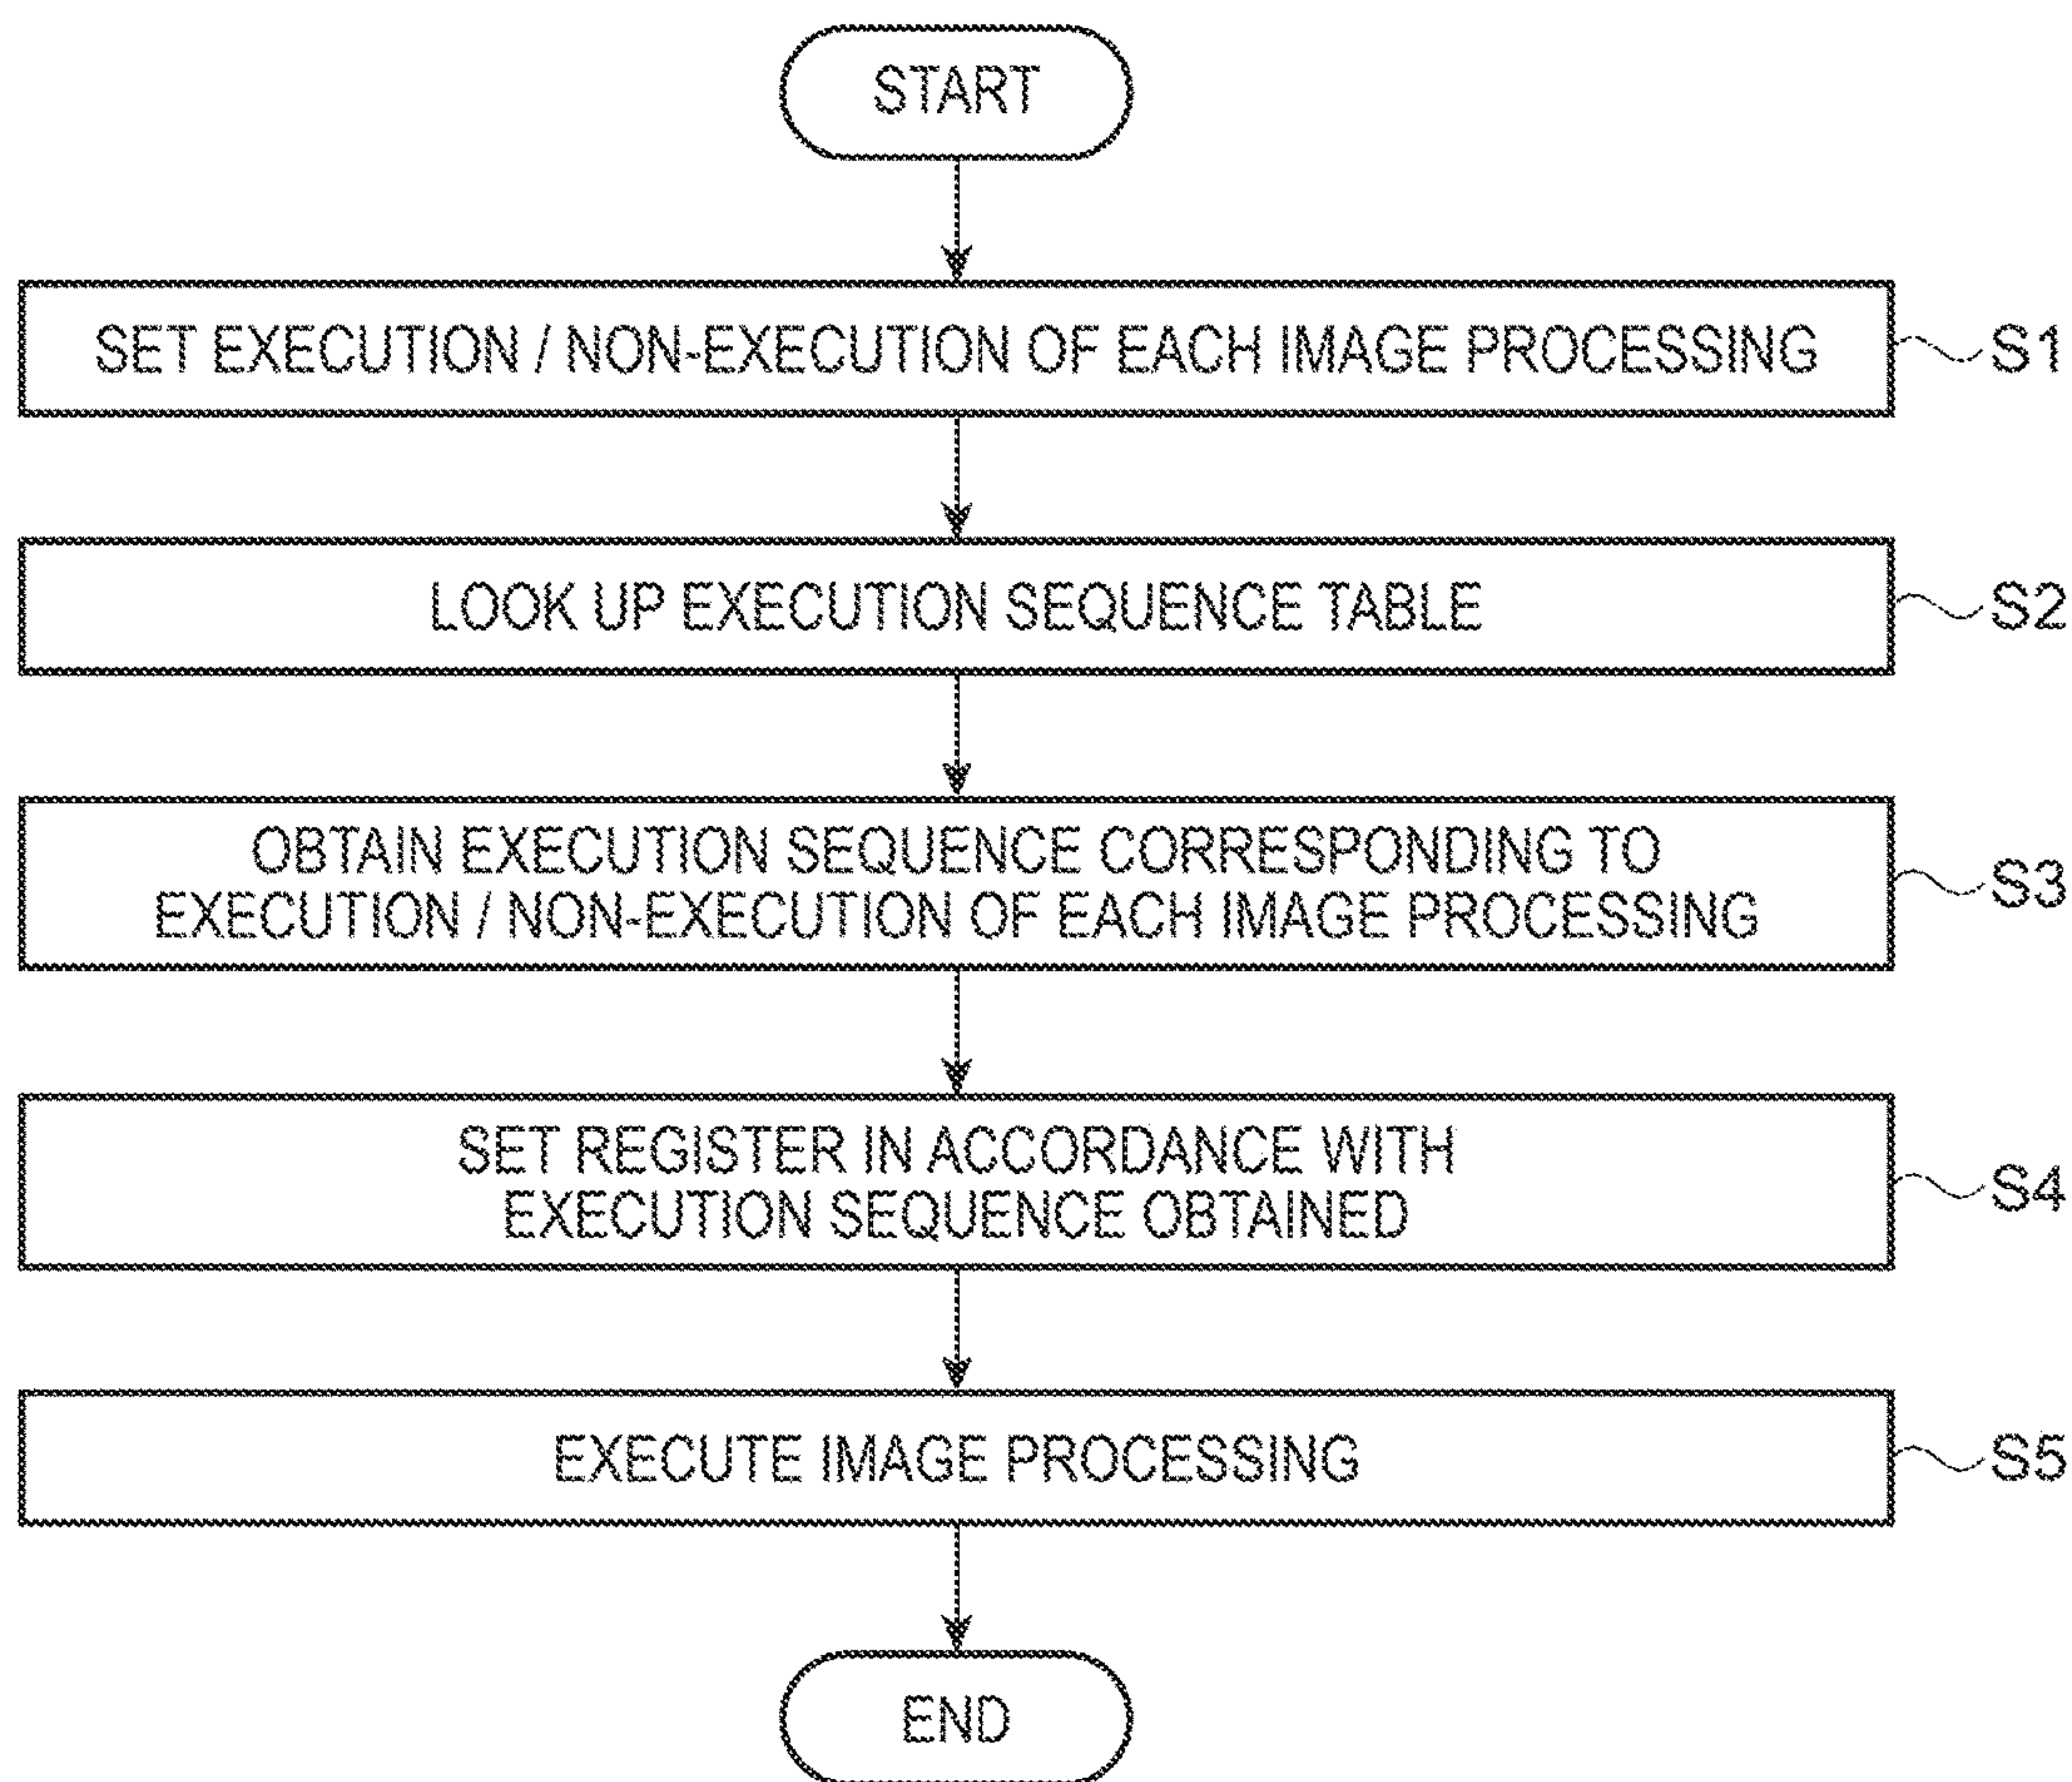 START
SET EXECUTION / NON-EXECUTION OF EACH IMAGE PROCESSING
S1
LOOK UP EXECUTION SEQUENCE TABLE
S2
OBTAIN EXECUTION SEQUENCE CORRESPONDING TO
EXECUTION / NON-EXECUTION OF EACH IMAGE PROCESSING
S3
SET REGISTER IN ACCORDANCE WITH
EXECUTION SEQUENCE OBTAINED
S4
EXECUTE IMAGE PROCESSING
S5
END